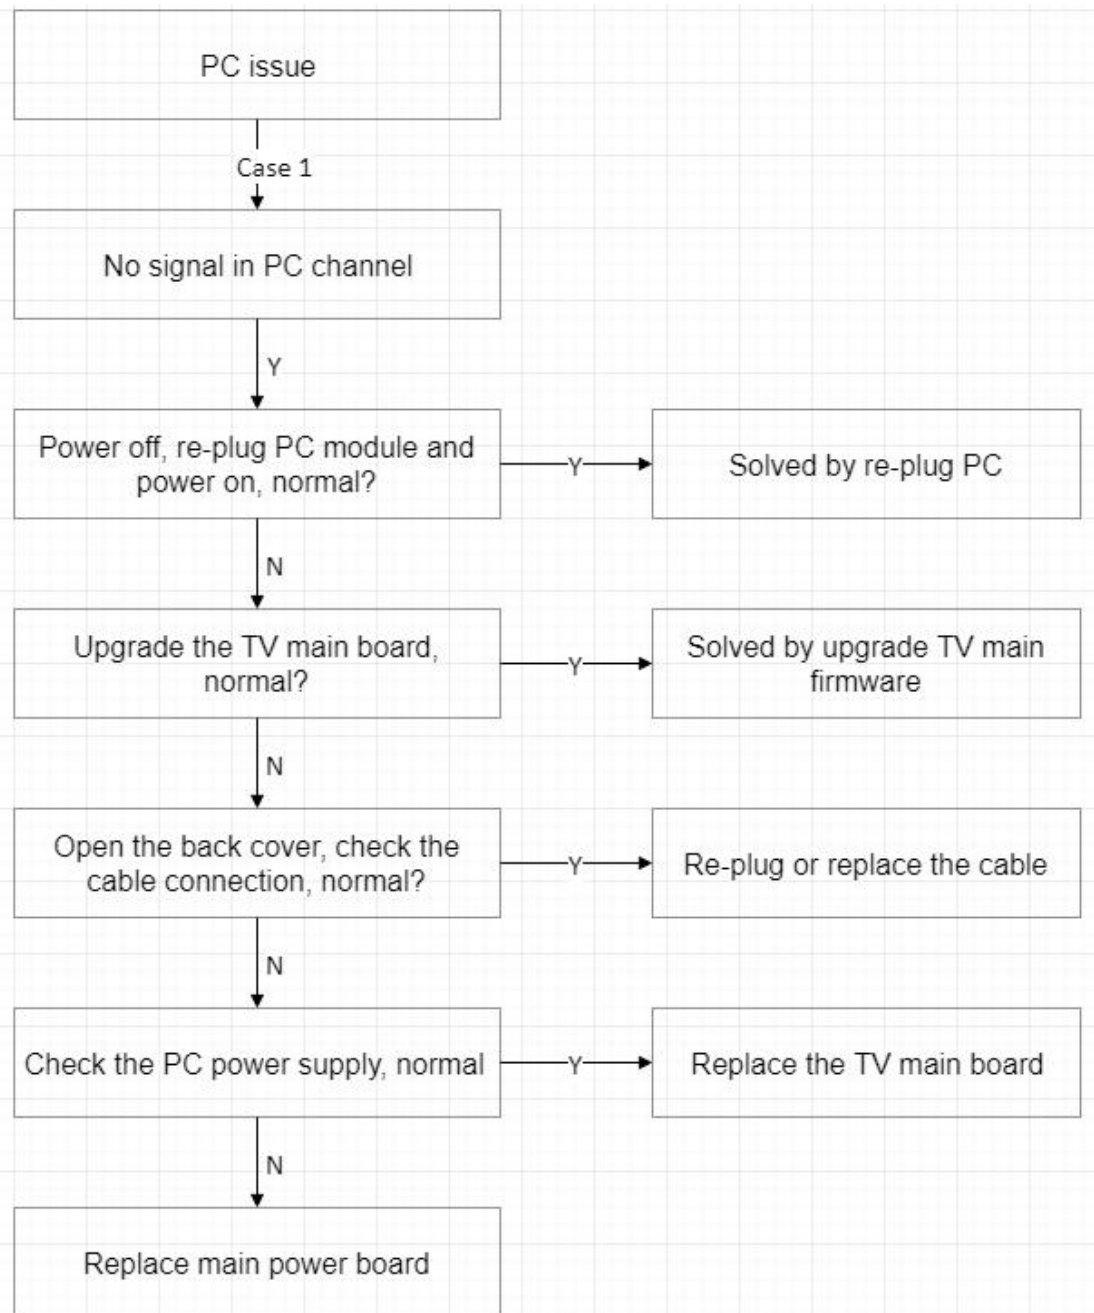 PC issue
Case 1
No signal in PC channel
Y
Power off, re-plug PC module and
power on, normal?
Y
Solved by re-plug PC
N
Upgrade the TV main board,
normal?
Y
Solved by upgrade TV main
firmware
N
Open the back cover, check the
cable connection, normal?
Y
Re-plug or replace the cable
N
Check the PC power supply, normal
Y
Replace the TV main board
N
Replace main power board